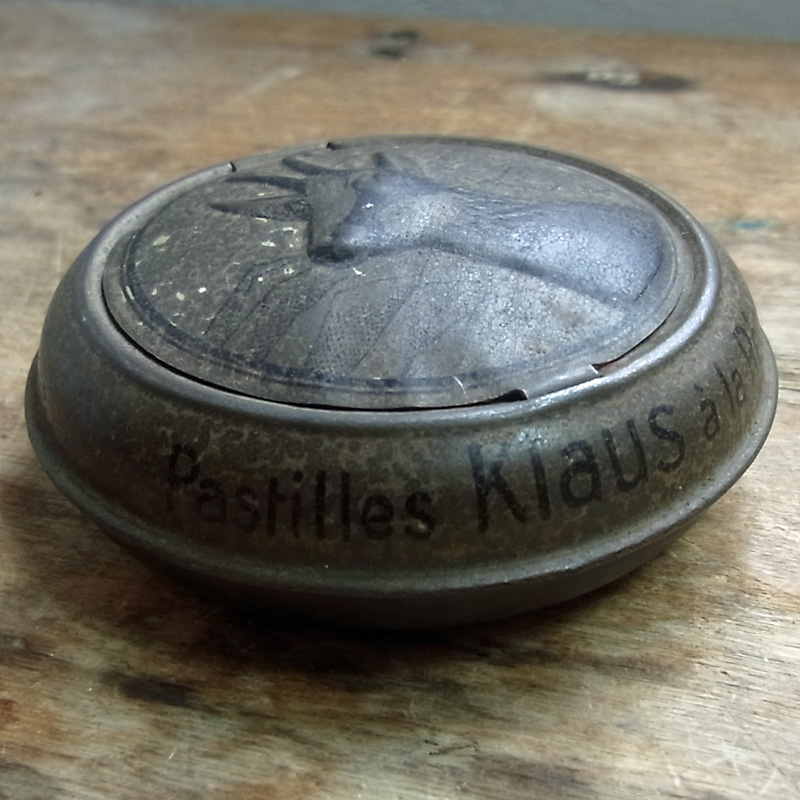 Pastilles Klaus à la